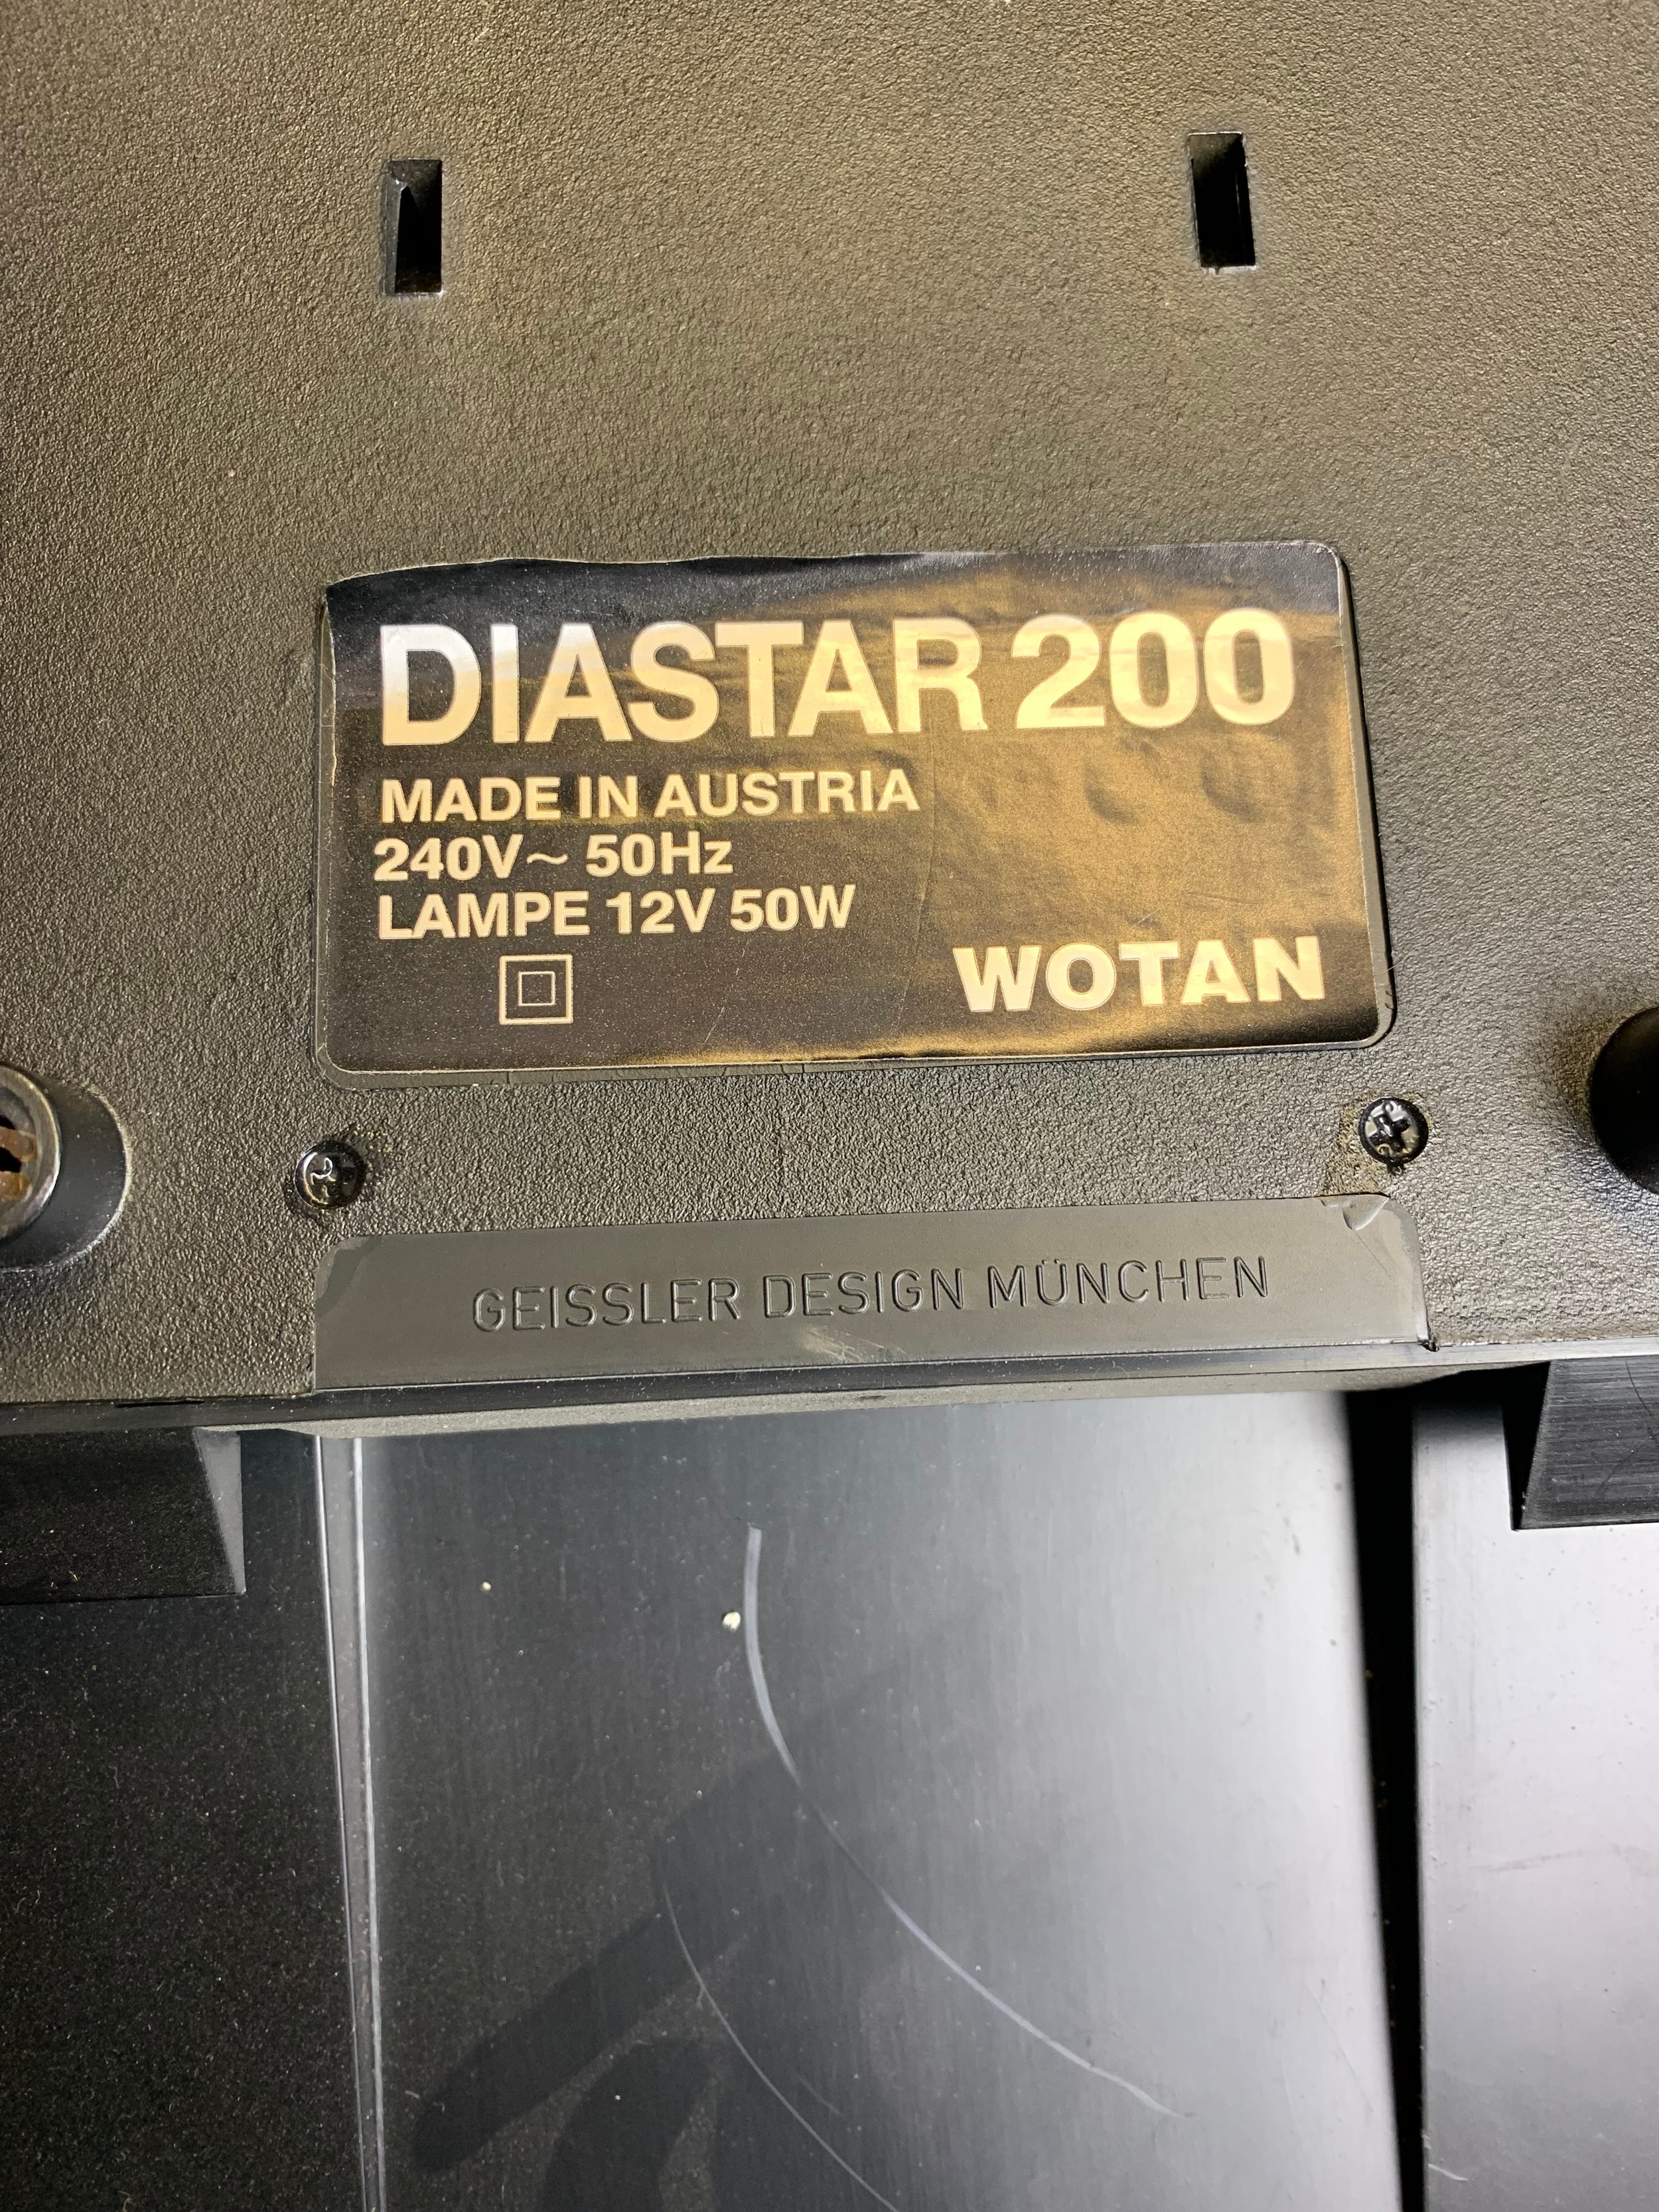 DIASTAR 200
MADE IN AUSTRIA
240V~ 50Hz
LAMPE 12V 50W
WOTAN
GEISSLER DESIGN MÜNCHEN